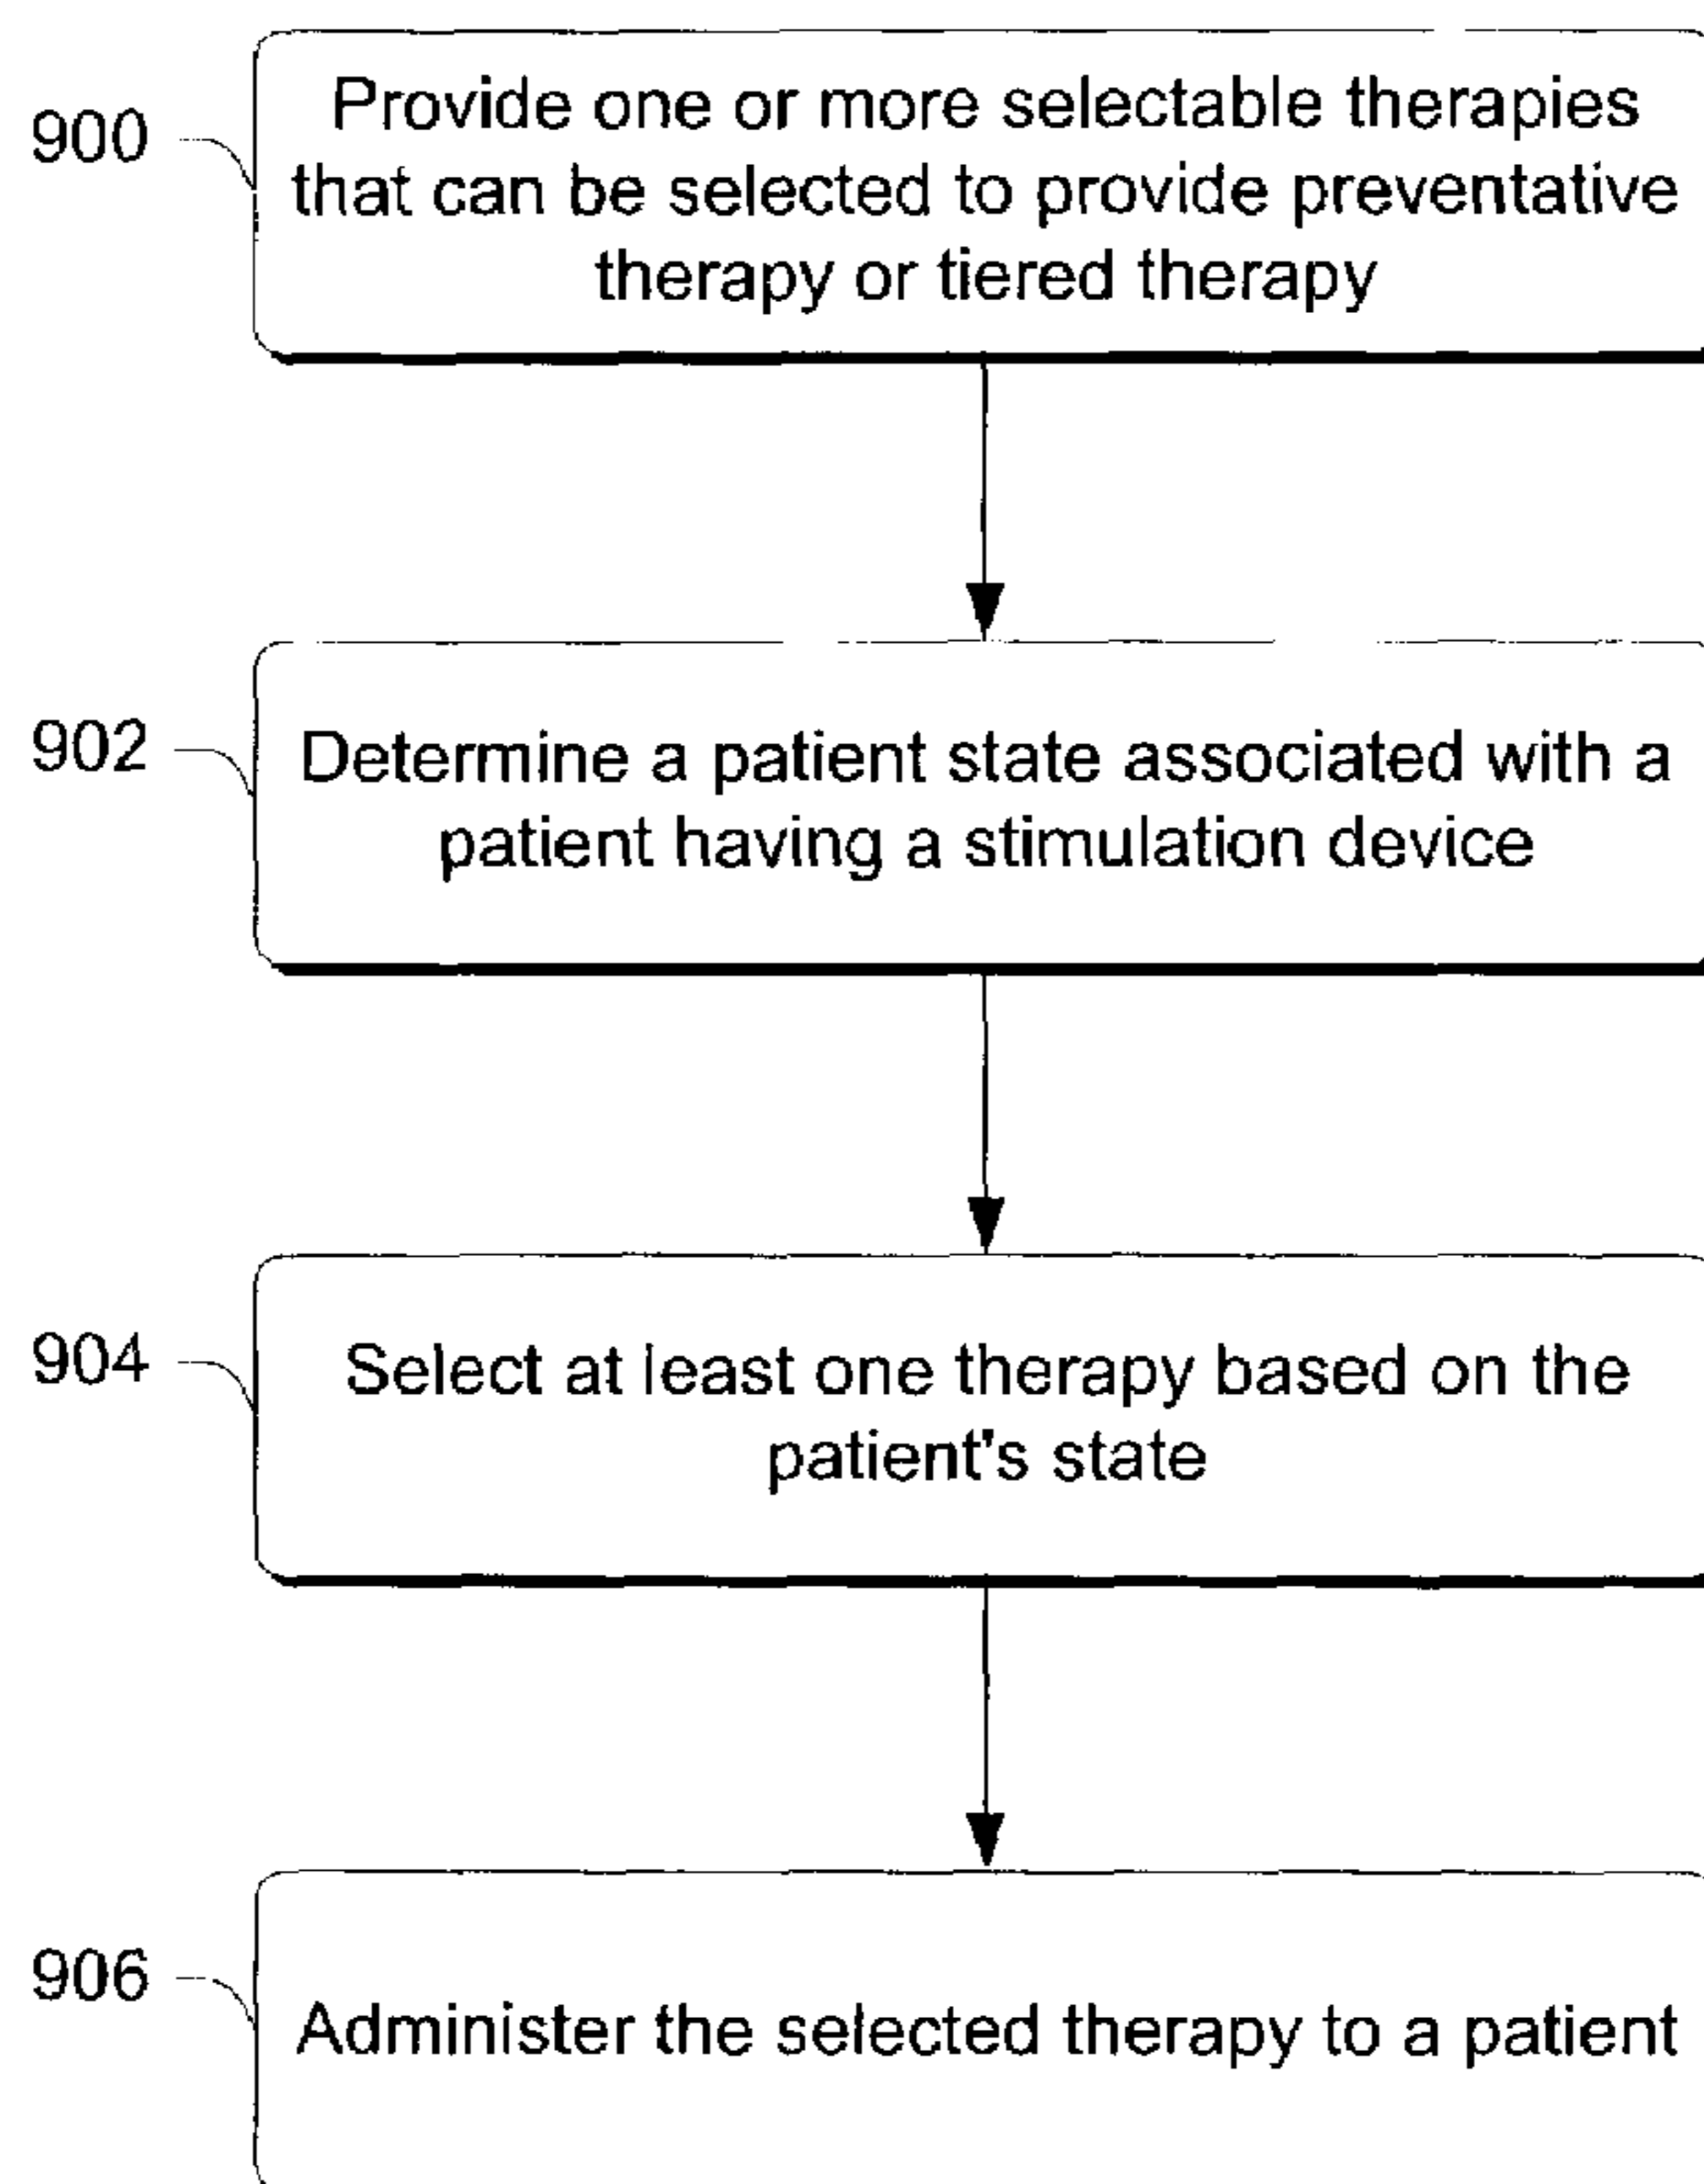 900
Provide one or more selectable therapies
that can be selected to provide preventative
therapy or tiered therapy
902
Determine a patient state associated with a
patient having a stimulation device
904
Select at least one therapy based on the
patient's state
906
Administer the selected therapy to a patient